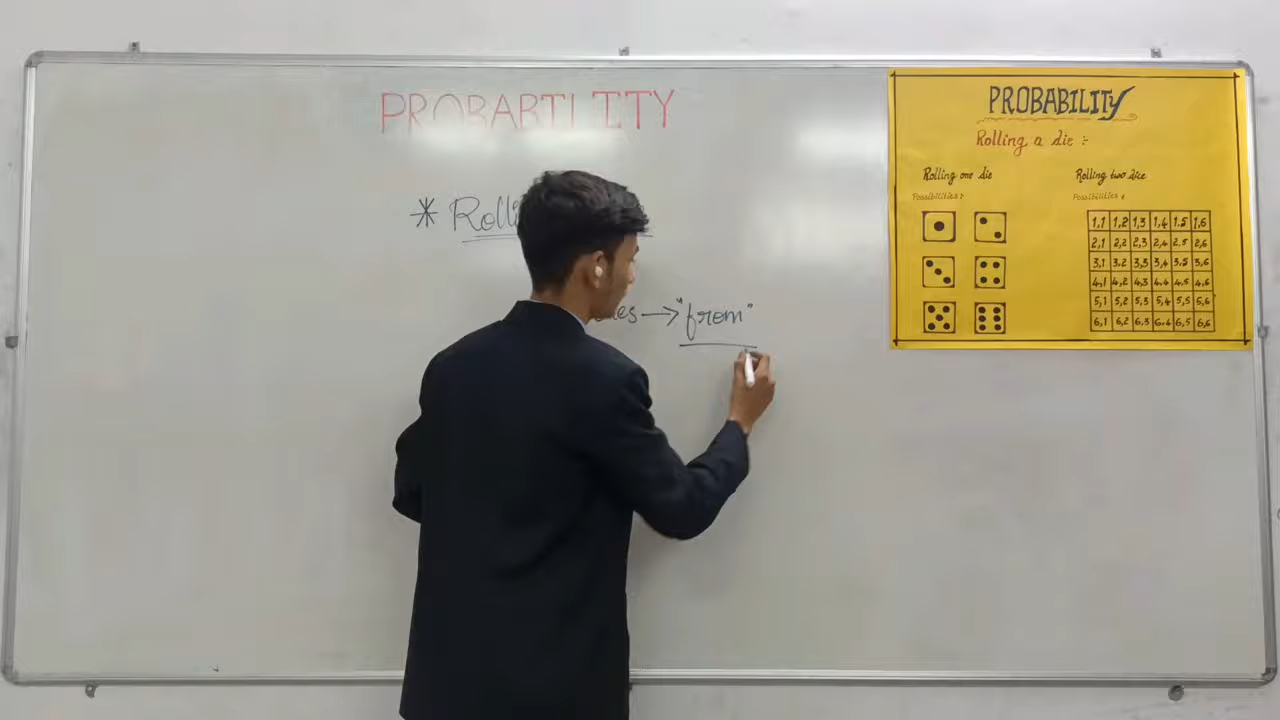 PROBABILITY
* 
"from"
PROBABILITY
Rolling a die :-
Rolling one die
Possibilities :
Rolling two dice
Possibilities :
1,1 1,2 1,3 1,4 1,5 1,6
2,1 2,2 2,3 2,4 2,5 2,6
3,1 3,2 3,3 3,4 3,5 3,6
4,1 4,2 4,3 4,4 4,5 4,6
5,1 5,2 5,3 5,4 5,5 5,6
6,1 6,2 6,3 6,4 6,5 6,6